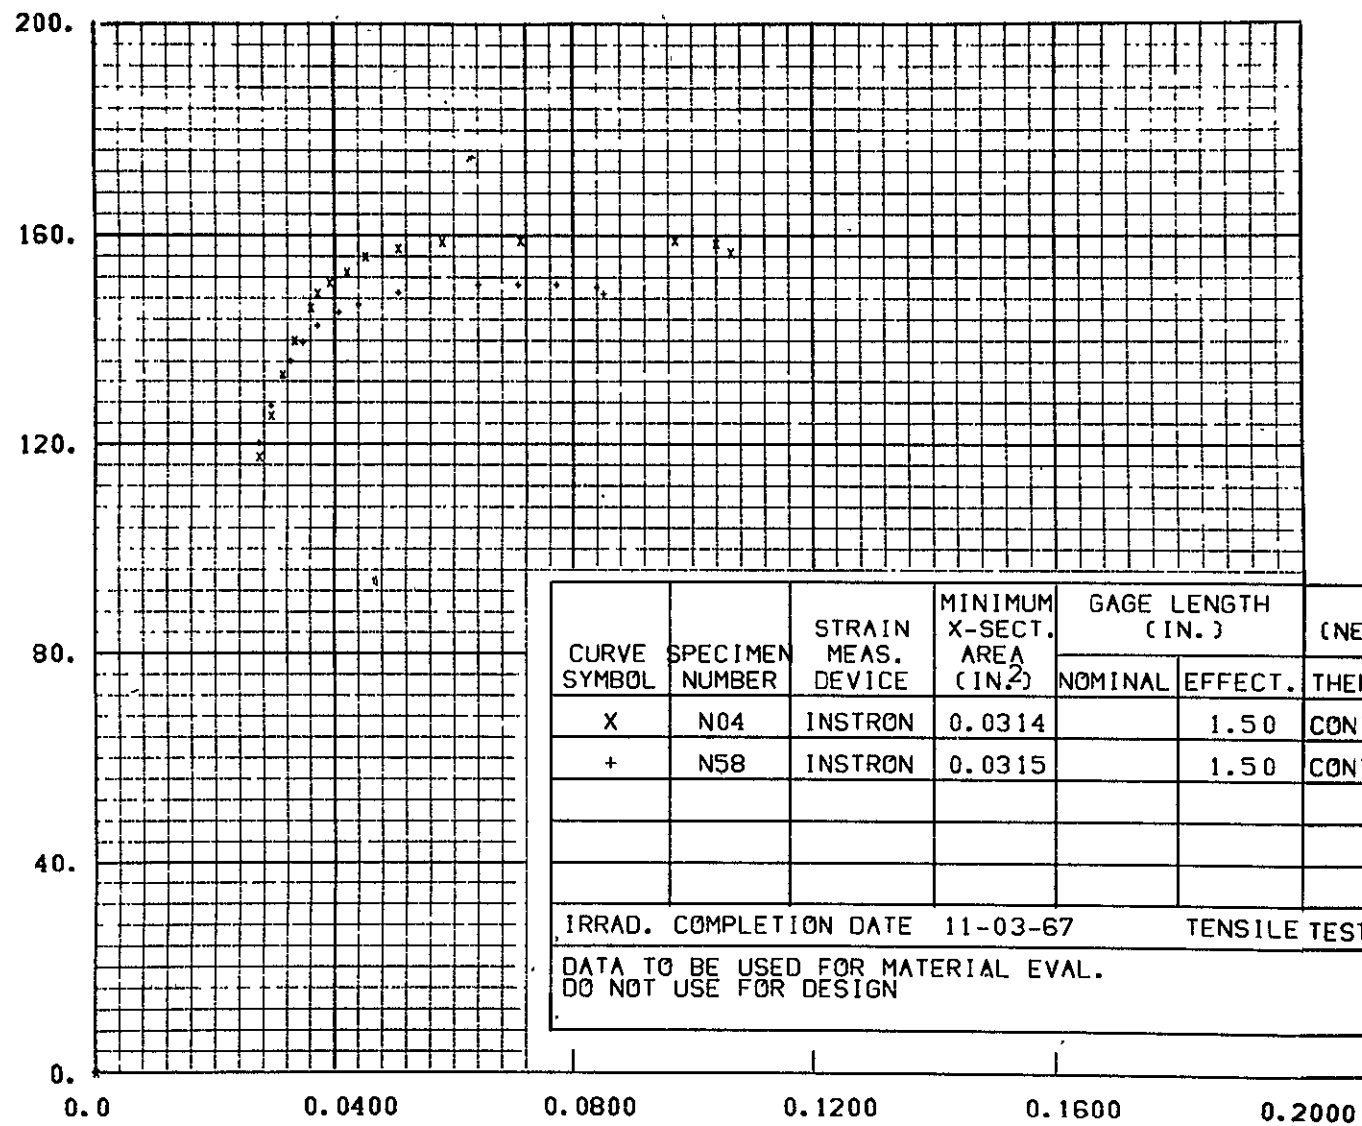 200.
160.
120.
80.
40.
0.
0.0 0.0400 0.0800 0.1200 0.1600 0.2000
CURVE SYMBOL SPECIMEN NUMBER STRAIN MEAS. DEVICE MINIMUM X-SECT. AREA (IN.2) GAGE LENGTH (IN.) (NE
NOMINAL EFFECT. THE
X N04 INSTRON 0.0314 1.50 CON
+ N58 INSTRON 0.0315 1.50 CON
IRRAD. COMPLETION DATE 11-03-67 TENSILE TEST
DATA TO BE USED FOR MATERIAL EVAL.
DO NOT USE FOR DESIGN